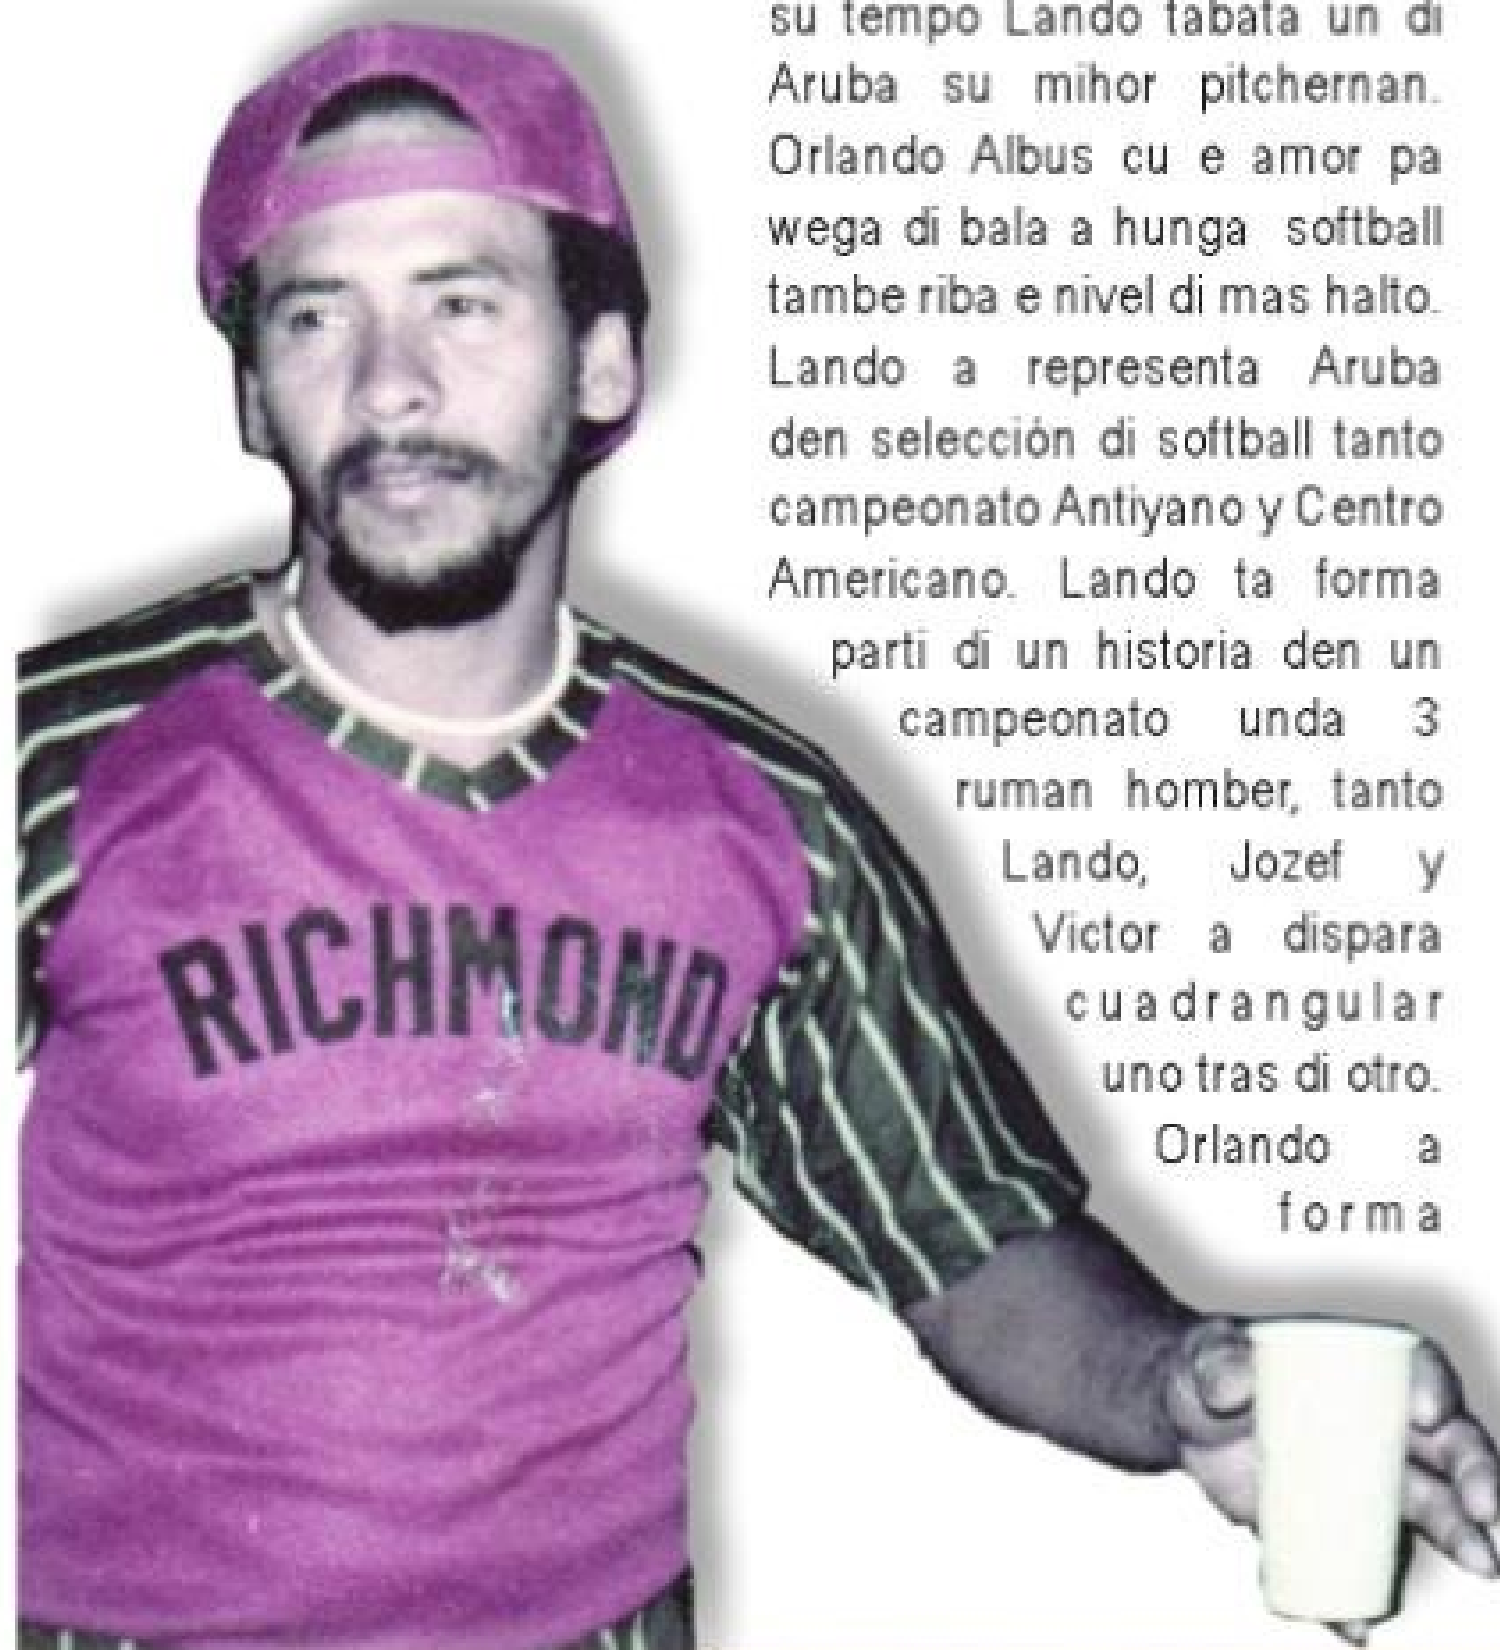 su tempo Lando tabata un di
Aruba su mihor pitchernan.
Orlando Albus cu e amor pa
wega di bala a hunga softball
tambe riba e nivel di mas halto.
Lando a representa Aruba
den selección di softball tanto
campeonato Antiyano y Centro
Americano. Lando ta forma
parti di un historia den un
campeonato unda 3
ruman homber, tanto
Lando, Jozef y
Victor a dispara
cuadrangular
uno tras di otro.
Orlando a
forma
RICHMOND